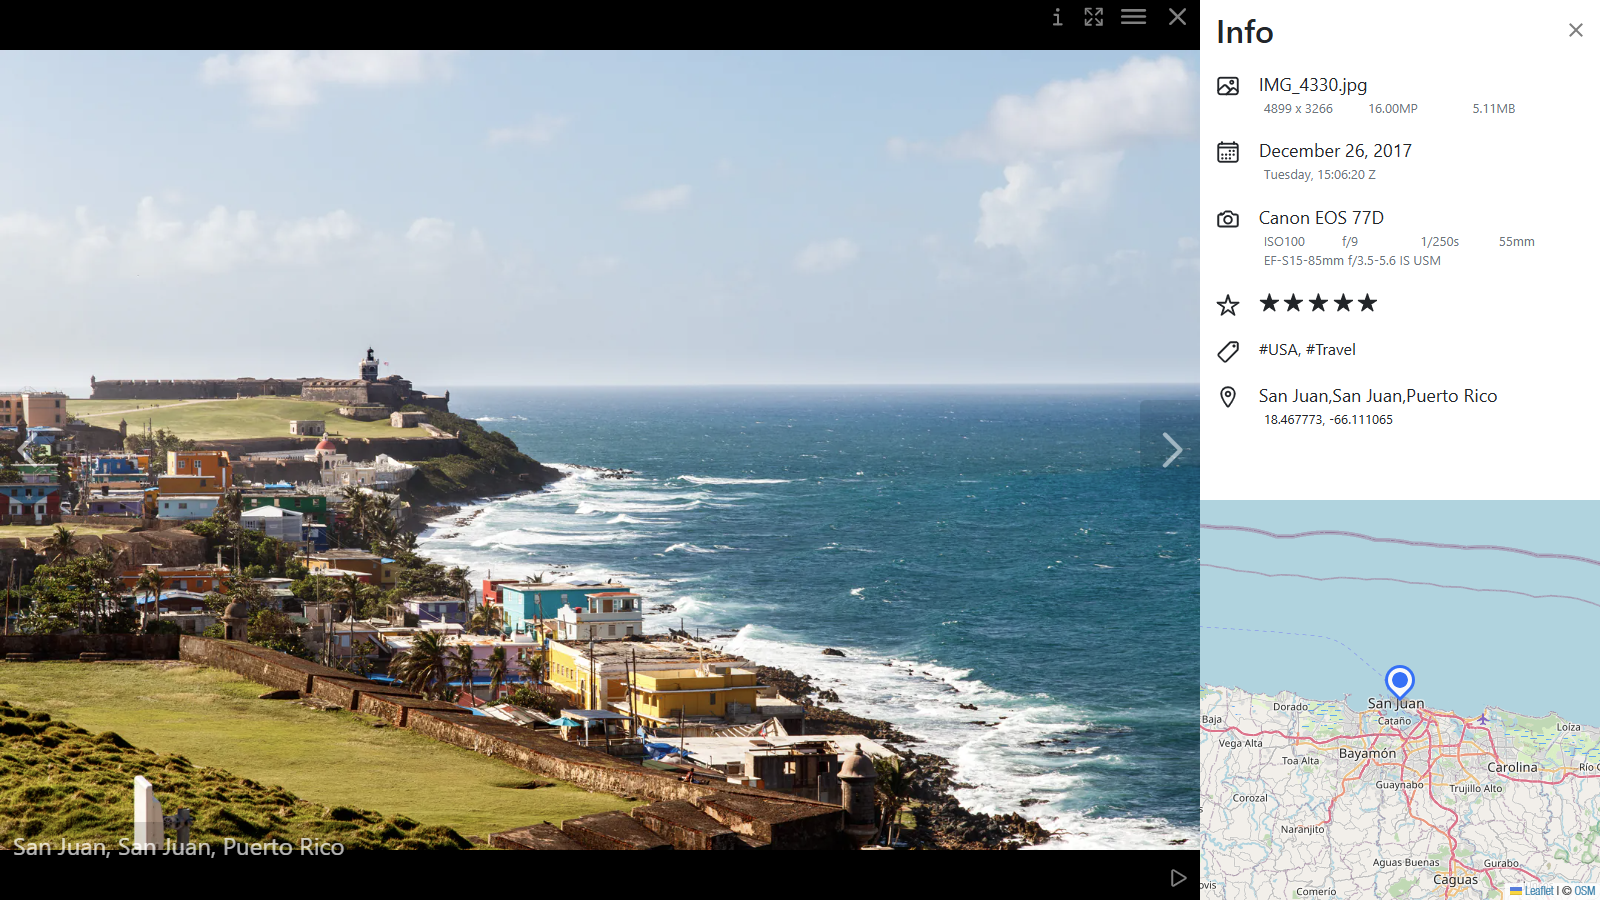 Info
IMG_4330.jpg
4899 x 3266 16.00MP 5.11MB
December 26, 2017
Tuesday, 15:06:20 Z
Canon EOS 77D
ISO100 f/9 1/250s 55mm
EF-S15-85mm f/3.5-5.6 IS USM
★★★★★
#USA, #Travel
San Juan,San Juan,Puerto Rico
18.467773, -66.111065
San Juan, San Juan, Puerto Rico
San Juan
Dorado
Baja
Cataño
Loíza
Vega Alta
Bayamón
Toa Alta
Carolina
Río G
Guaynabo
Trujillo Alto
Corozal
Naranjito
Aguas Buenas
Gurabo
Caguas
ovis
Comerío
Leaflet | © OSM